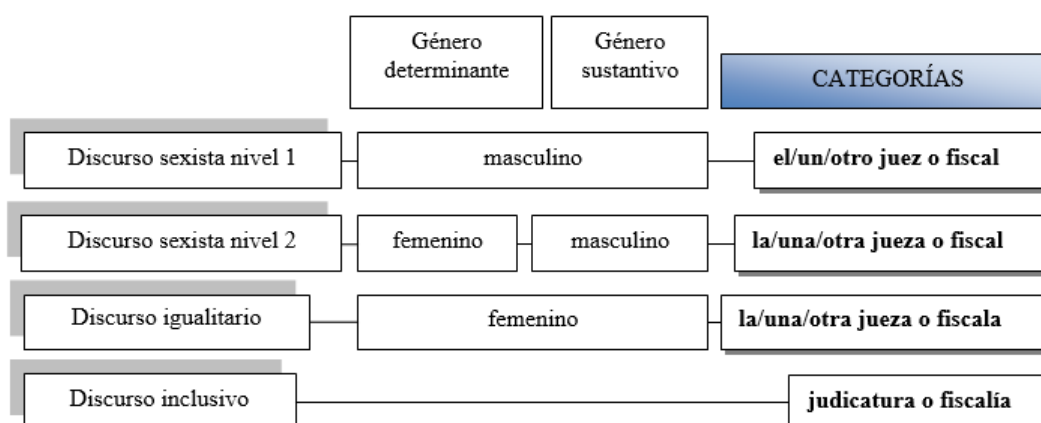 Género
determinante
Género
sustantivo
CATEGORÍAS
Discurso sexista nivel 1
masculino
el/un/otro juez o fiscal
Discurso sexista nivel 2
femenino
masculino
la/una/otra jueza o fiscal
Discurso igualitario
femenino
la/una/otra jueza o fiscala
Discurso inclusivo
judicatura o fiscalía